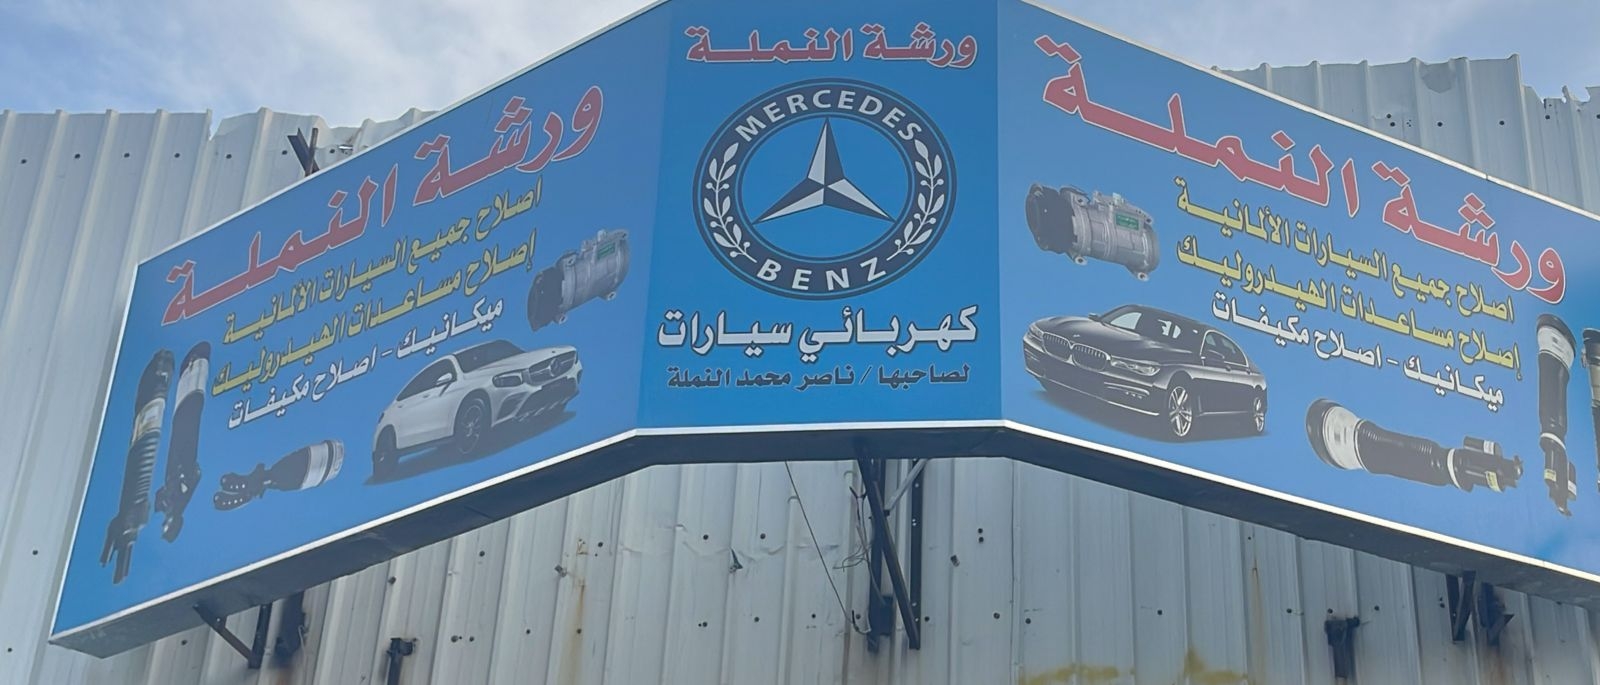 ورشة النملة
اصلاح جميع السيارات الألمانية
إصلاح مساعدات الهيدروليك
ميكانيك - اصلاح مكيفات
ورشة النملة
MERCEDES
BENZ
كهربائي سيارات
لصاحبها / ناصر محمد النملة
ورشة النملة
اصلاح جميع السيارات الألمانية
إصلاح مساعدات الهيدروليك
ميكانيك - اصلاح مكيفات